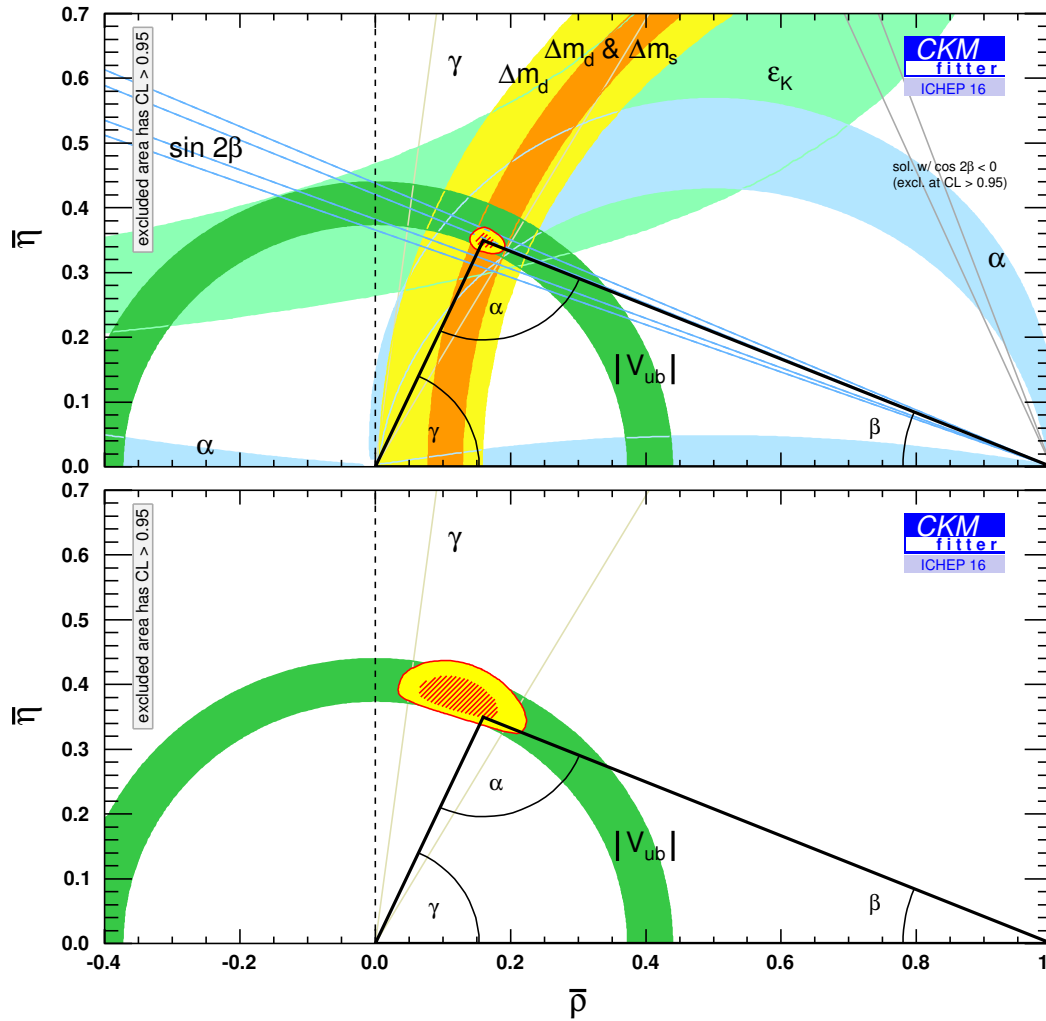 0.7
0.6
0.5
0.4
0.3
0.2
0.1
0.0
η̅
excluded area has CL > 0.95
γ
Δm_d
Δm_d & Δm_s
ε_K
CKM
fitter
ICHEP 16
sin 2β
sol. w/ cos 2β < 0
(excl. at CL > 0.95)
α
α
|V_ub|
α
γ
β
0.7
0.6
0.5
0.4
0.3
0.2
0.1
0.0
η̅
excluded area has CL > 0.95
γ
CKM
fitter
ICHEP 16
α
|V_ub|
γ
β
-0.4 -0.2 0.0 0.2 0.4 0.6 0.8 1
ρ̅